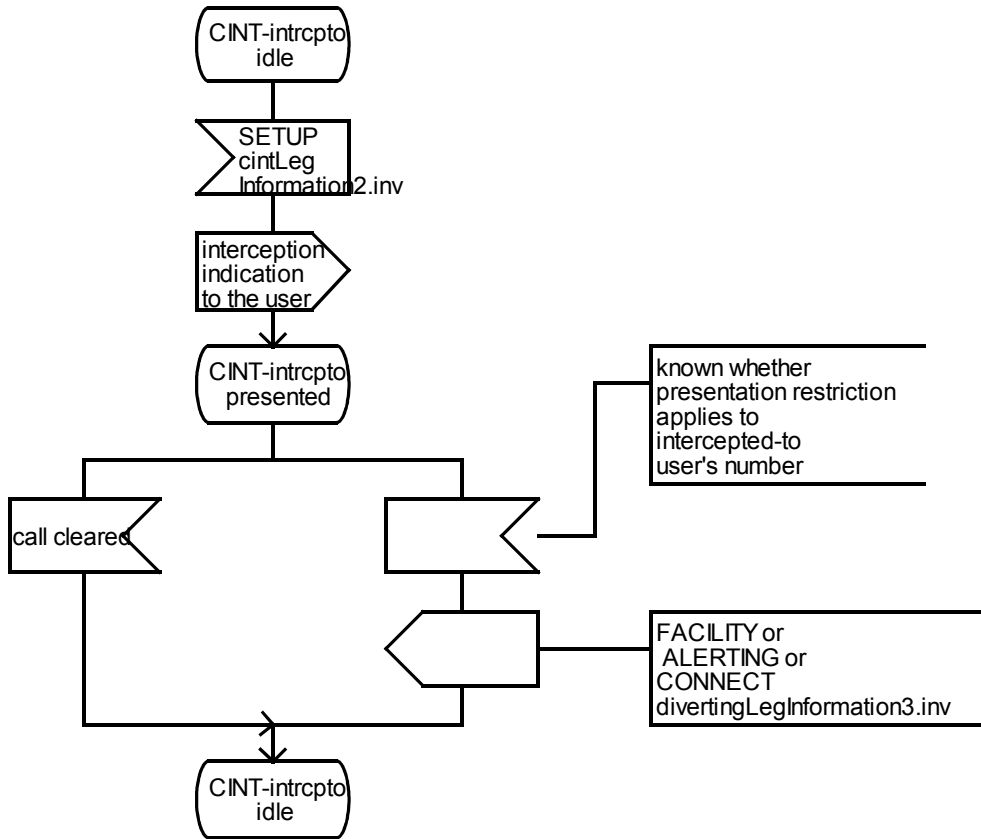 CINT-intrcpto
idle
SETUP
cintLeg
Information2.inv
interception
indication
to the user
CINT-intrcpto
presented
known whether
presentation restriction
applies to
intercepted-to
user's number
call cleared
FACILITY or
ALERTING or
CONNECT
divertingLegInformation3.inv
CINT-intrcpto
idle